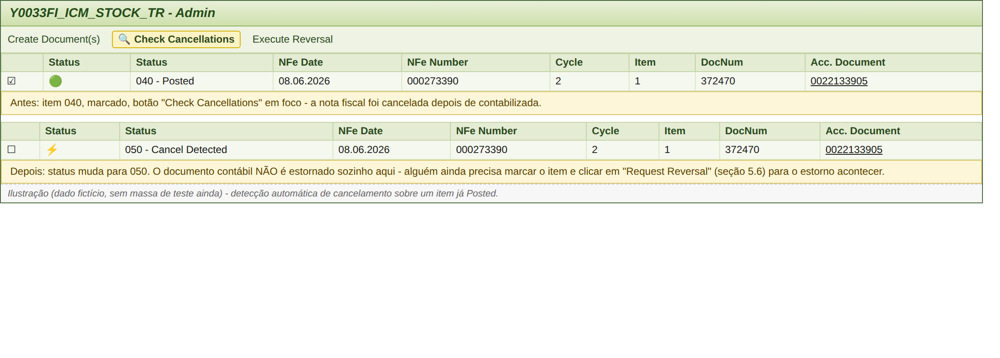 Y0033FI_ICM_STOCK_TR - Admin
Create Document(s) 🔍 Check Cancellations Execute Reversal
Status Status NFe Date NFe Number Cycle Item DocNum Acc. Document
☑ 🟢 040 - Posted 08.06.2026 000273390 2 1 372470 0022133905
Antes: item 040, marcado, botão "Check Cancellations" em foco - a nota fiscal foi cancelada depois de contabilizada.
Status Status NFe Date NFe Number Cycle Item DocNum Acc. Document
☐ ⚡ 050 - Cancel Detected 08.06.2026 000273390 2 1 372470 0022133905
Depois: status muda para 050. O documento contábil NÃO é estornado sozinho aqui - alguém ainda precisa marcar o item e clicar em "Request Reversal" (seção 5.6) para o estorno acontecer.
Ilustração (dado fictício, sem massa de teste ainda) - detecção automática de cancelamento sobre um item já Posted.